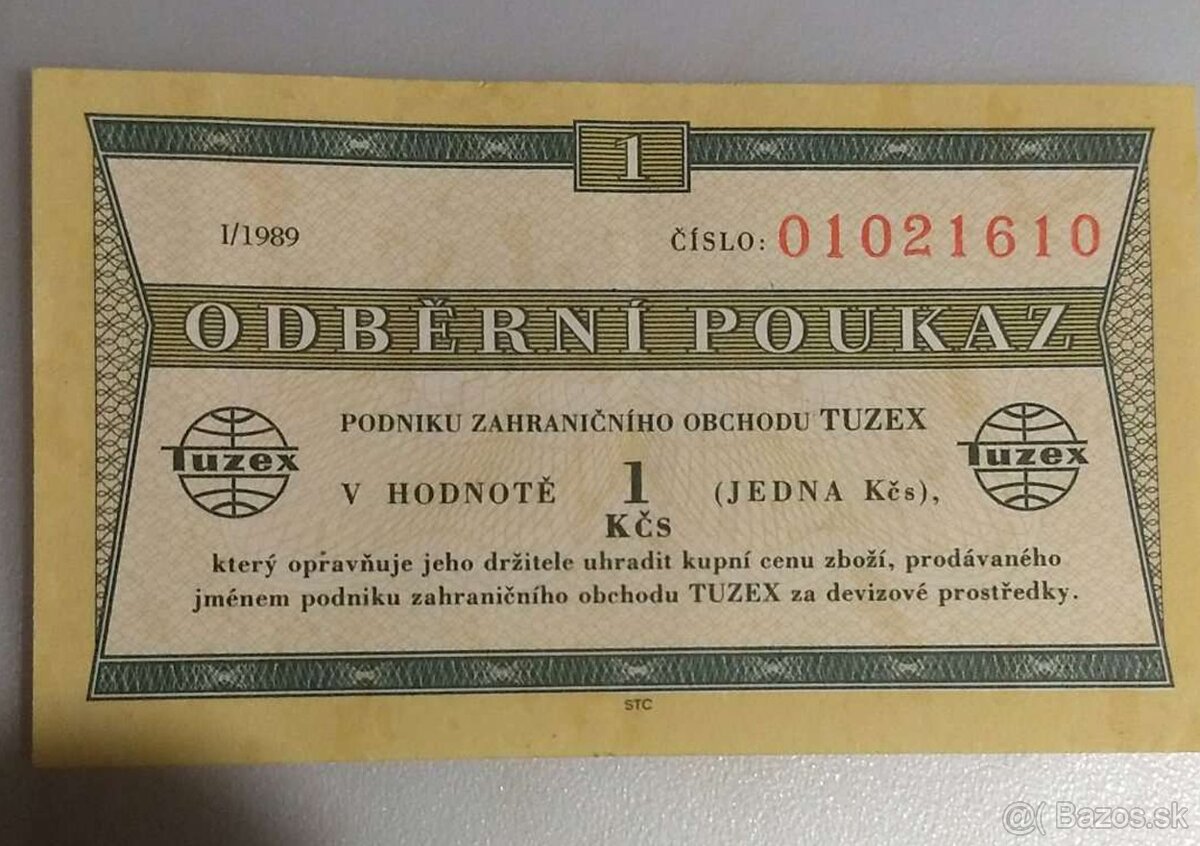 1
I/1989
ČÍSLO: 01021610
ODBĚRNÍ POUKAZ
PODNIKU ZAHRANIČNÍHO OBCHODU TUZEX
Tuzex
Tuzex
V HODNOTĚ 1 (JEDNA Kčs),
KČS
který opravňuje jeho držitele uhradit kupní cenu zboží, prodávaného
jménem podniku zahraničního obchodu TUZEX za devizové prostředky.
STC
@( Bazos.sk